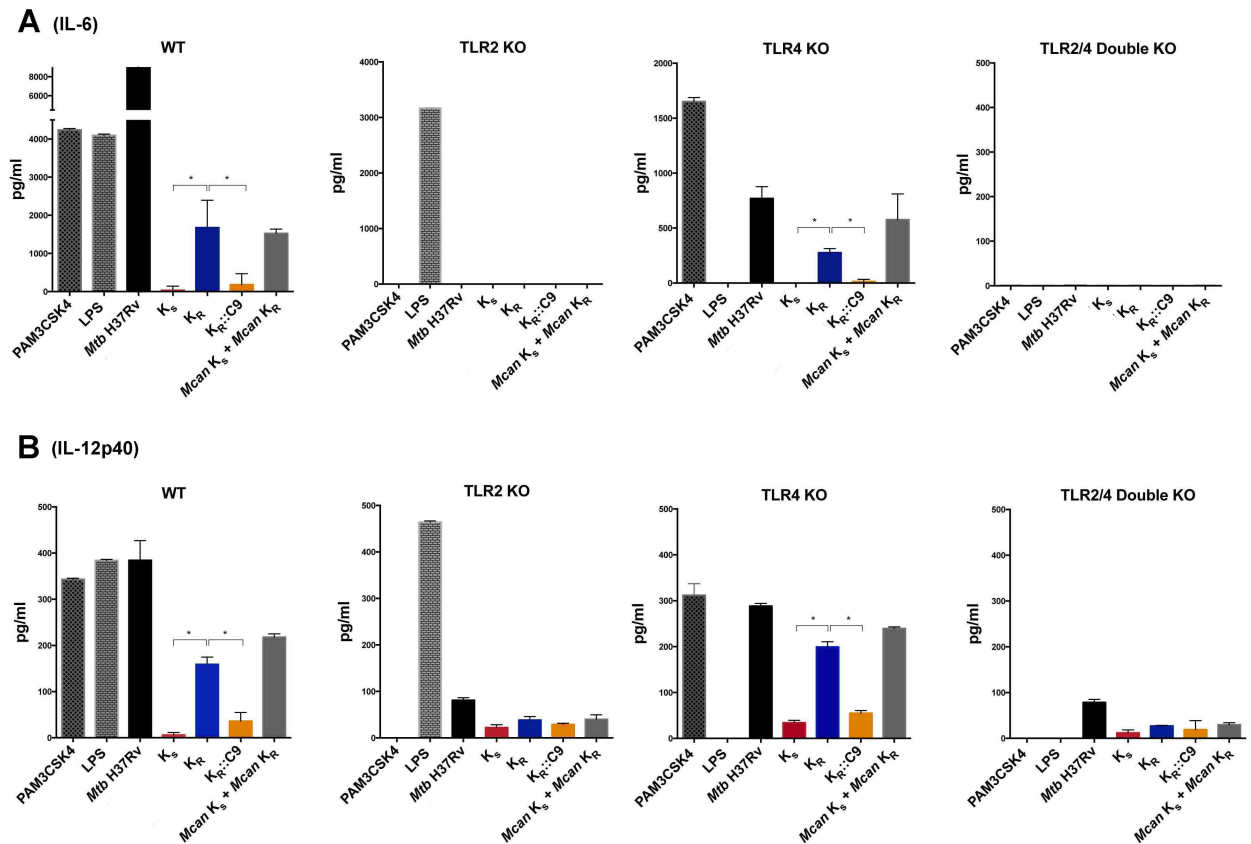 A (IL-6)
WT
pg/ml
8000
6000
4000
3000
2000
1000
0
* *
PAM3CSK4
LPS
Mtb H37Rv
Ks
KR
KR::C9
Mcan Ks + Mcan KR
TLR2 KO
pg/ml
4000
3000
2000
1000
0
PAM3CSK4
LPS
Mtb H37Rv
Ks
KR
KR::C9
Mcan Ks + Mcan KR
TLR4 KO
pg/ml
2000
1500
1000
500
0
* *
PAM3CSK4
LPS
Mtb H37Rv
Ks
KR
KR::C9
Mcan Ks + Mcan KR
TLR2/4 Double KO
pg/ml
500
400
300
200
100
0
PAM3CSK4
LPS
Mtb H37Rv
Ks
KR
KR::C9
Mcan Ks + Mcan KR
B (IL-12p40)
WT
pg/ml
500
400
300
200
100
0
* *
PAM3CSK4
LPS
Mtb H37Rv
Ks
KR
KR::C9
Mcan Ks + Mcan KR
TLR2 KO
pg/ml
500
400
300
200
100
0
PAM3CSK4
LPS
Mtb H37Rv
Ks
KR
KR::C9
Mcan Ks + Mcan KR
TLR4 KO
pg/ml
500
400
300
200
100
0
* *
PAM3CSK4
LPS
Mtb H37Rv
Ks
KR
KR::C9
Mcan Ks + Mcan KR
TLR2/4 Double KO
pg/ml
500
400
300
200
100
0
PAM3CSK4
LPS
Mtb H37Rv
Ks
KR
KR::C9
Mcan Ks + Mcan KR